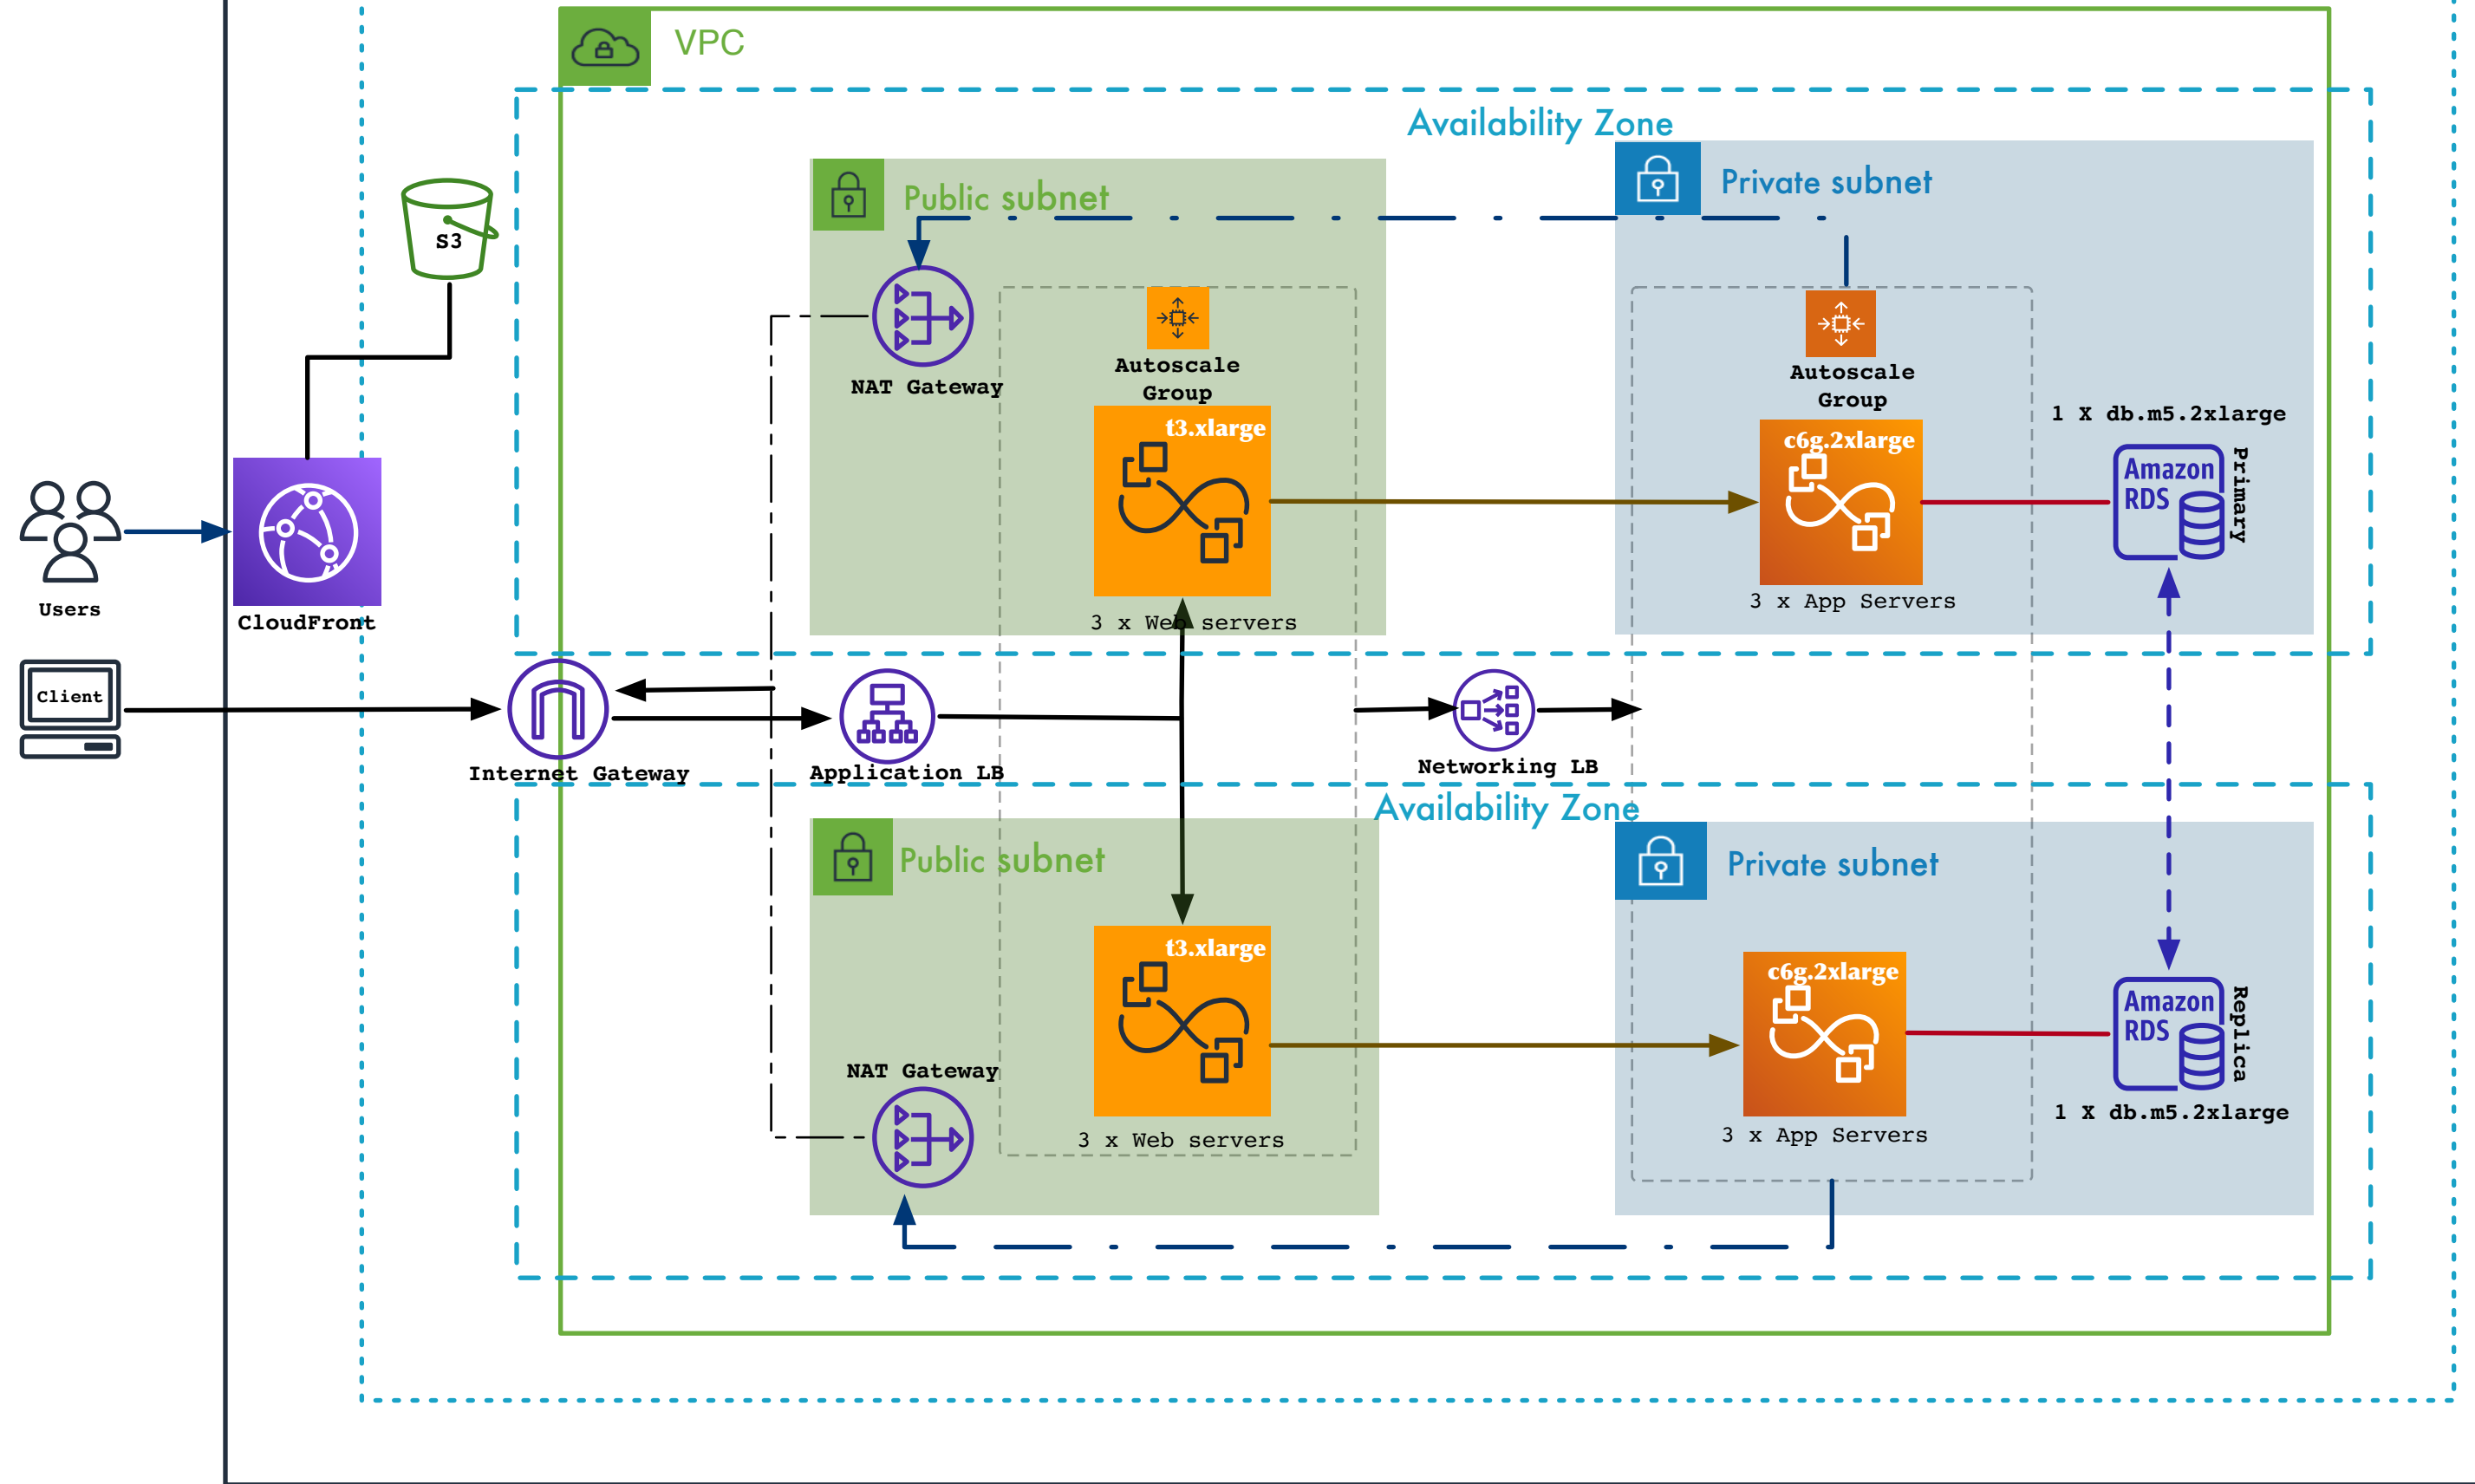 VPC
Availability Zone
Public subnet
Private subnet
S3
NAT Gateway
Autoscale
Group
Autoscale
Group
t3.xlarge
c6g.2xlarge
1 X db.m5.2xlarge
Amazon
RDS
Primary
3 x Web servers
3 x App Servers
Users
CloudFront
Client
Internet Gateway
Application LB
Networking LB
Availability Zone
Public subnet
Private subnet
t3.xlarge
c6g.2xlarge
Amazon
RDS
Replica
NAT Gateway
3 x Web servers
3 x App Servers
1 X db.m5.2xlarge